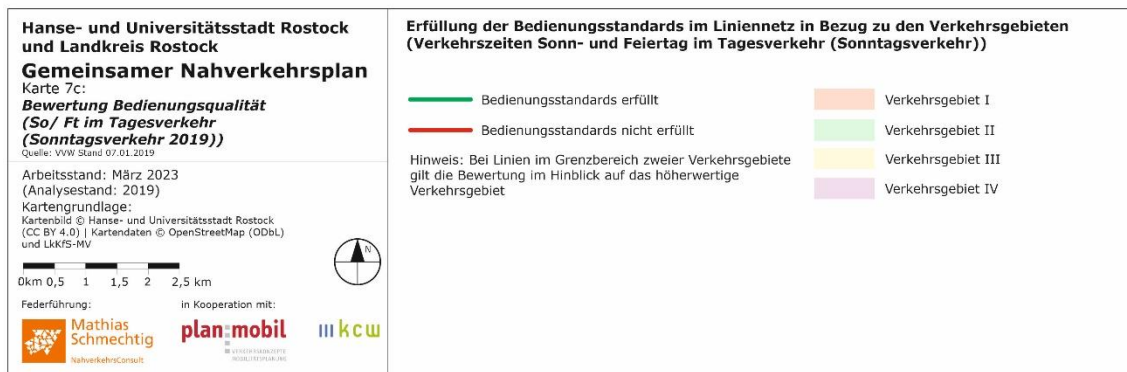 Hanse- und Universitätsstadt Rostock
und Landkreis Rostock
Gemeinsamer Nahverkehrsplan
Karte 7c:
Bewertung Bedienungsqualität
(So/ Ft im Tagesverkehr
(Sonntagsverkehr 2019))
Quelle: VVW Stand 07.01.2019
Arbeitsstand: März 2023
(Analysestand: 2019)
Kartengrundlage:
Kartenbild © Hanse- und Universitätsstadt Rostock
(CC BY 4.0) | Kartendaten © OpenStreetMap (ODbL)
und LkKfS-MV
N
0km 0,5 1 1,5 2 2,5 km
Federführung:
in Kooperation mit:
Mathias
Schmechtig
NahverkehrsConsult
plan:mobil
VERKEHRSKONZEPTE
MOBILITÄTSPLANUNG
kcw
Erfüllung der Bedienungsstandards im Liniennetz in Bezug zu den Verkehrsgebieten
(Verkehrszeiten Sonn- und Feiertag im Tagesverkehr (Sonntagsverkehr))
Bedienungsstandards erfüllt
Bedienungsstandards nicht erfüllt
Hinweis: Bei Linien im Grenzbereich zweier Verkehrsgebiete
gilt die Bewertung im Hinblick auf das höherwertige
Verkehrsgebiet
Verkehrsgebiet I
Verkehrsgebiet II
Verkehrsgebiet III
Verkehrsgebiet IV